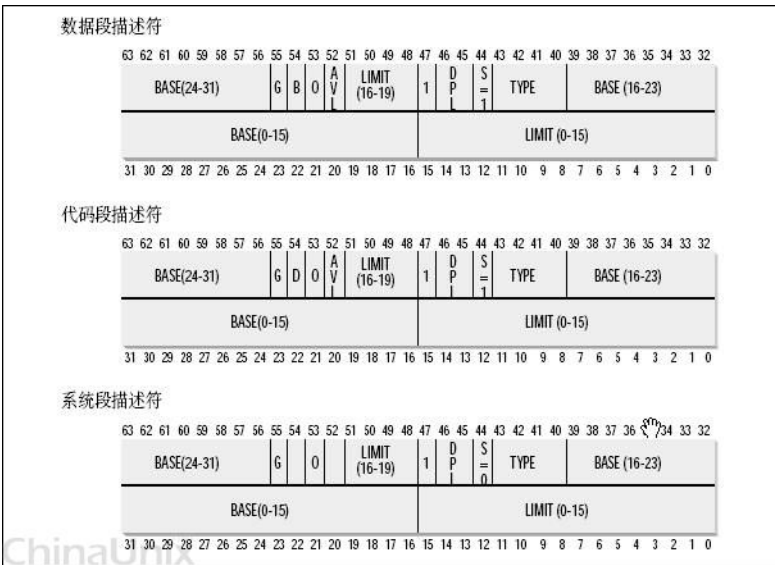 数据段描述符
63 62 61 60 59 58 57 56 55 54 53 52 51 50 49 48 47 46 45 44 43 42 41 40 39 38 37 36 35 34 33 32
BASE(24-31) G B 0 AVL LIMIT (16-19) 1 DPL S=1 TYPE BASE (16-23)
BASE(0-15) LIMIT (0-15)
31 30 29 28 27 26 25 24 23 22 21 20 19 18 17 16 15 14 13 12 11 10 9 8 7 6 5 4 3 2 1 0
代码段描述符
63 62 61 60 59 58 57 56 55 54 53 52 51 50 49 48 47 46 45 44 43 42 41 40 39 38 37 36 35 34 33 32
BASE(24-31) G D 0 AVL LIMIT (16-19) 1 DPL S=1 TYPE BASE (16-23)
BASE(0-15) LIMIT (0-15)
31 30 29 28 27 26 25 24 23 22 21 20 19 18 17 16 15 14 13 12 11 10 9 8 7 6 5 4 3 2 1 0
系统段描述符
63 62 61 60 59 58 57 56 55 54 53 52 51 50 49 48 47 46 45 44 43 42 41 40 39 38 37 36 34 33 32
BASE(24-31) G 0 LIMIT (16-19) 1 DPL S=0 TYPE BASE (16-23)
BASE(0-15) LIMIT (0-15)
31 30 29 28 27 26 25 24 23 22 21 20 19 18 17 16 15 14 13 12 11 10 9 8 7 6 5 4 3 2 1 0
ChinaUnix